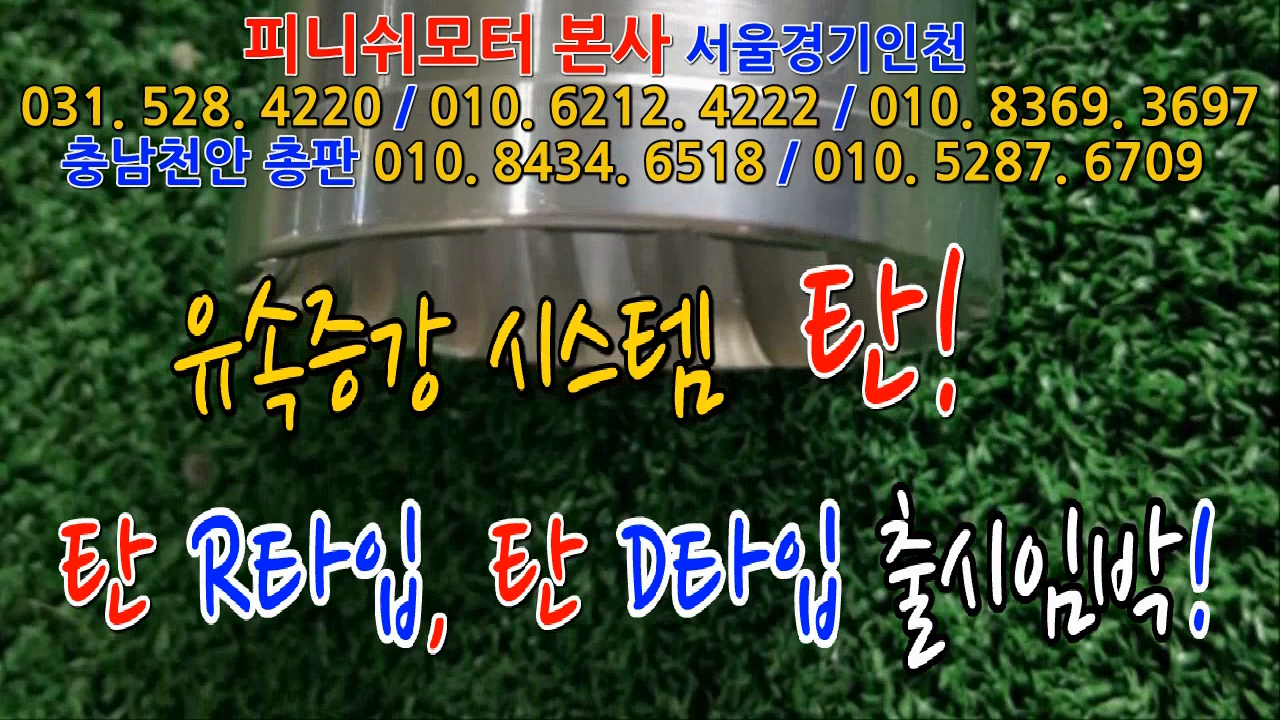 피니쉬모터 본사 서울경기인천
031. 528. 4220 / 010. 6212. 4222 / 010. 8369. 3697
충남천안 총판 010. 8434. 6518 / 010. 5287. 6709
유속증강 시스템 탄!
탄 R타입, 탄 D타입 출시임박!